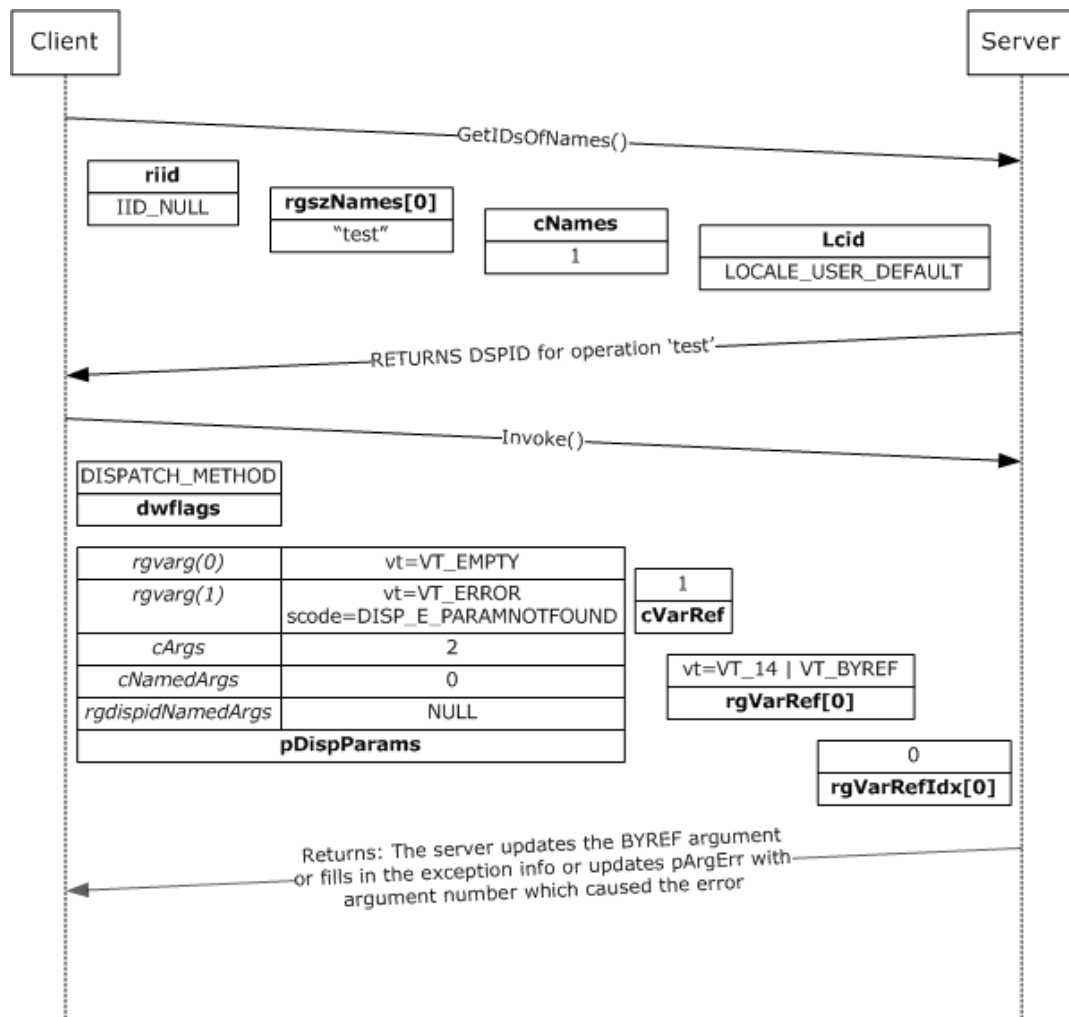 Client
Server
GetIDsOfNames()
riid
IID_NULL
rgszNames[0]
“test”
cNames
1
Lcid
LOCALE_USER_DEFAULT
RETURNS DSPID for operation ‘test’
Invoke()
DISPATCH_METHOD
dwflags
rgvarg(0) vt=VT_EMPTY
rgvarg(1) vt=VT_ERROR
scode=DISP_E_PARAMNOTFOUND
cArgs 2
cNamedArgs 0
rgdispidNamedArgs NULL
pDispParams
1
cVarRef
vt=VT_14 | VT_BYREF
rgVarRef[0]
0
rgVarRefIdx[0]
Returns: The server updates the BYREF argument
or fills in the exception info or updates pArgErr with
argument number which caused the error